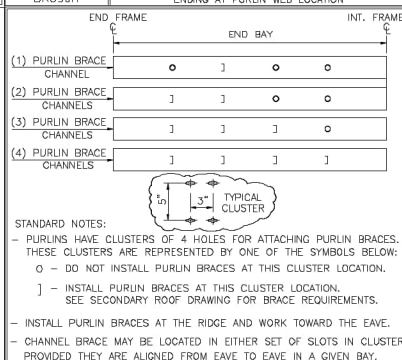 ENDING AT PURLIN WEB LOCATION
END FRAME
INT. FRAME
END BAY
(1) PURLIN BRACE
CHANNEL
O ] O O
(2) PURLIN BRACE
CHANNELS
] ] O O
(3) PURLIN BRACE
CHANNELS
] ] ] O
(4) PURLIN BRACE
CHANNELS
] ] ] ]
5"
3"
TYPICAL
CLUSTER
STANDARD NOTES:
– PURLINS HAVE CLUSTERS OF 4 HOLES FOR ATTACHING PURLIN BRACES.
THESE CLUSTERS ARE REPRESENTED BY ONE OF THE SYMBOLS BELOW:
O – DO NOT INSTALL PURLIN BRACES AT THIS CLUSTER LOCATION.
] – INSTALL PURLIN BRACES AT THIS CLUSTER LOCATION.
SEE SECONDARY ROOF DRAWING FOR BRACE REQUIREMENTS.
– INSTALL PURLIN BRACES AT THE RIDGE AND WORK TOWARD THE EAVE.
– CHANNEL BRACE MAY BE LOCATED IN EITHER SET OF SLOTS IN CLUSTER
PROVIDED THEY ARE ALIGNED FROM EAVE TO EAVE IN A GIVEN BAY.